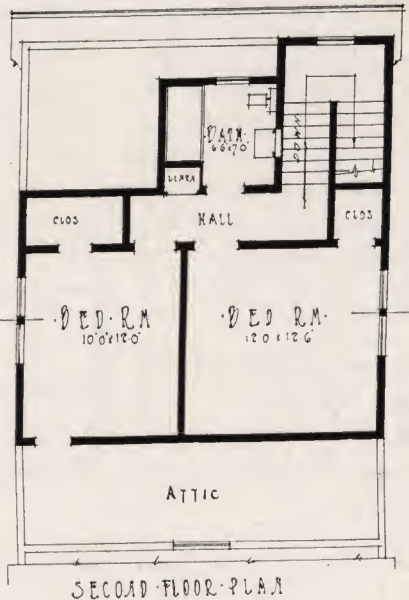 BATH
6'6"x7'0"
DOWN
LINEN
CLOS
HALL
CLOS
BED·RM
10'0"x12'0"
·BED RM·
12'0"x12'6"
ATTIC
SECOND·FLOOR·PLAN